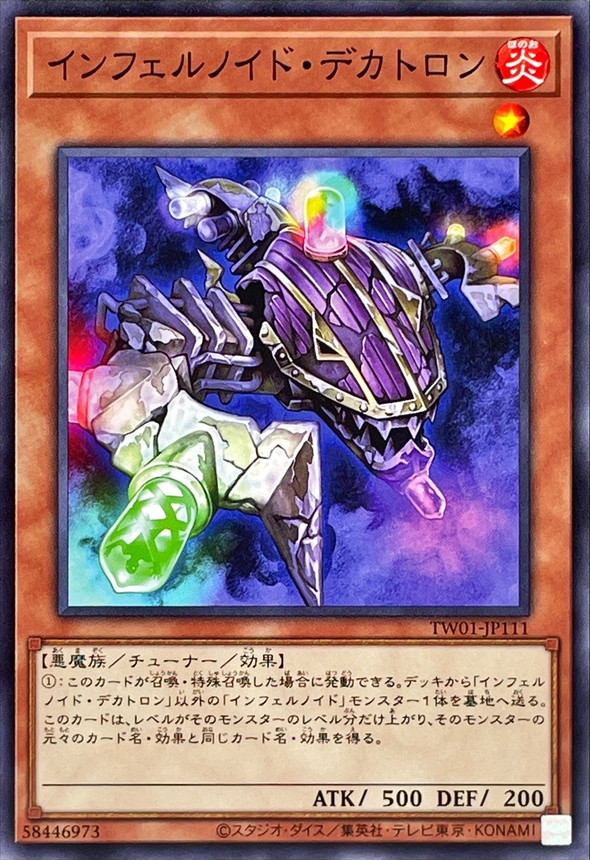 インフェルノイド・デカトロン
炎
ほのお
TW01-JP111
【悪魔族／チューナー／効果】
①：このカードが召喚・特殊召喚した場合に発動できる。デッキから「インフェル
ノイド・デカトロン」以外の「インフェルノイド」モンスター１体を墓地へ送る。
このカードは、レベルがそのモンスターのレベル分だけ上がり、そのモンスターの
元々のカード名・効果と同じカード名・効果を得る。
ATK/ 500 DEF/ 200
58446973
©スタジオ・ダイス／集英社・テレビ東京・KONAMI